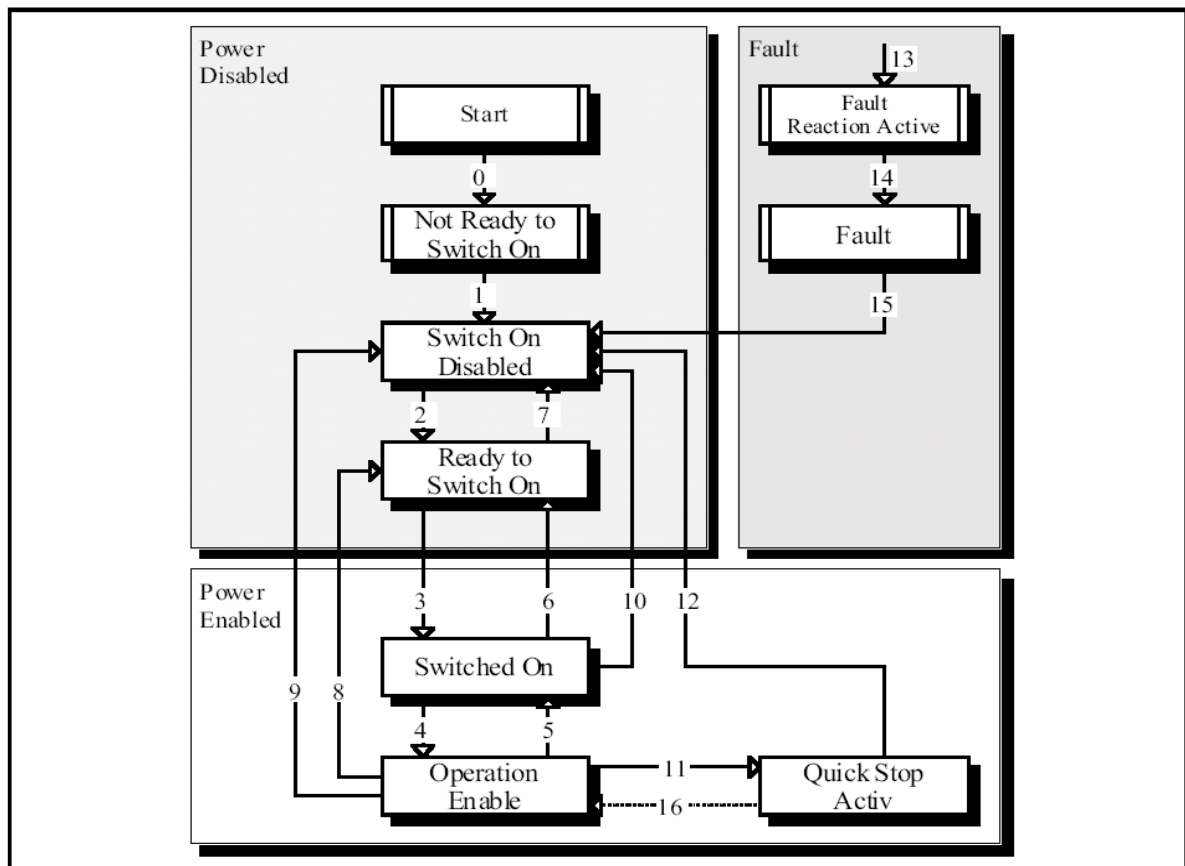 Power
Disabled
Start
0
Not Ready to
Switch On
1
Switch On
Disabled
2
7
Ready to
Switch On
Fault
13
Fault
Reaction Active
14
Fault
15
Power
Enabled
3
6
10
12
Switched On
9
8
4
5
Operation
Enable
11
16
Quick Stop
Activ